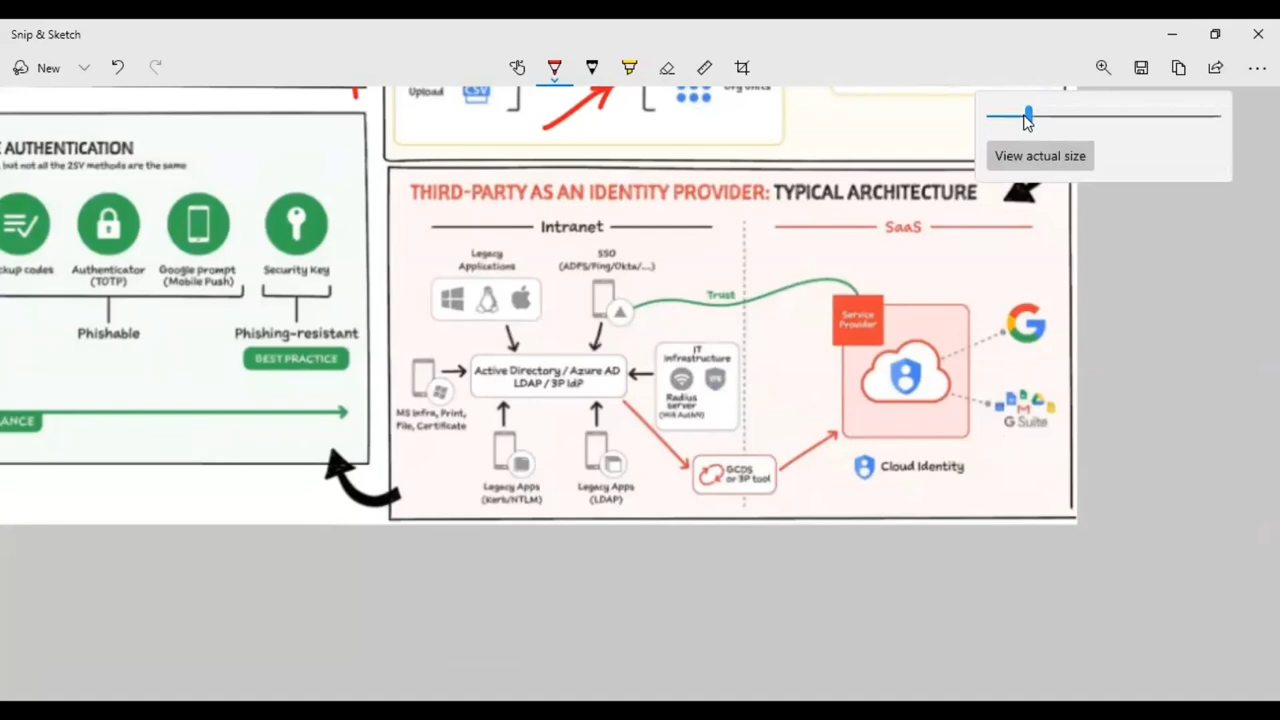 Snip & Sketch
New
View actual size
Upload
CSV
E AUTHENTICATION
but not all the 2SV methods are the same
ckup codes
Authenticator
(TOTP)
Google prompt
(Mobile Push)
Security Key
Phishable
Phishing-resistant
BEST PRACTICE
ANCE
THIRD-PARTY AS AN IDENTITY PROVIDER: TYPICAL ARCHITECTURE
Intranet
SaaS
Legacy
Applications
SSO
(ADFS/Ping/Okta/...)
Trust
Service
Provider
IT
infrastructure
Radius
server
(Wifi AuthN)
Active Directory / Azure AD
LDAP / 3P IdP
MS Infra, Print,
File, Certificate
Legacy Apps
(Kerb/NTLM)
Legacy Apps
(LDAP)
GCDS
or 3P tool
G Suite
Cloud Identity